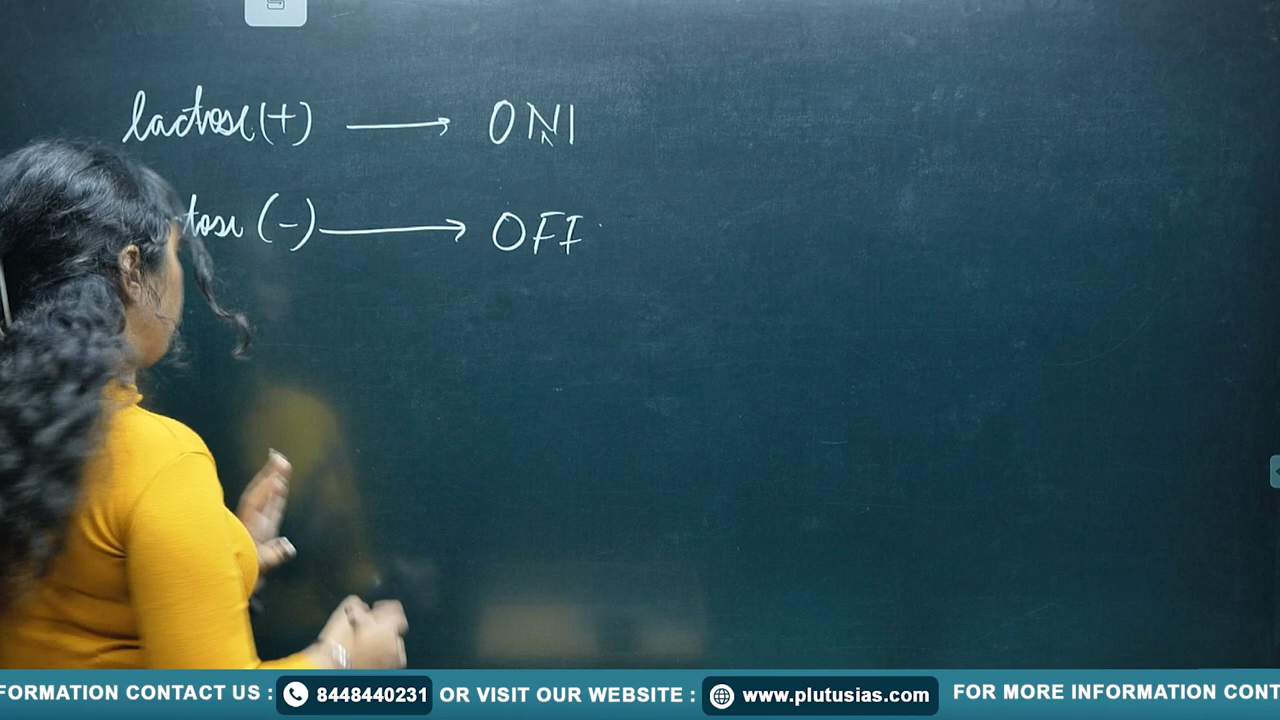 lactose (+) ⟶ ON
tose (-) ⟶ OFF
FORMATION CONTACT US : 8448440231 OR VISIT OUR WEBSITE : www.plutusias.com FOR MORE INFORMATION CONT